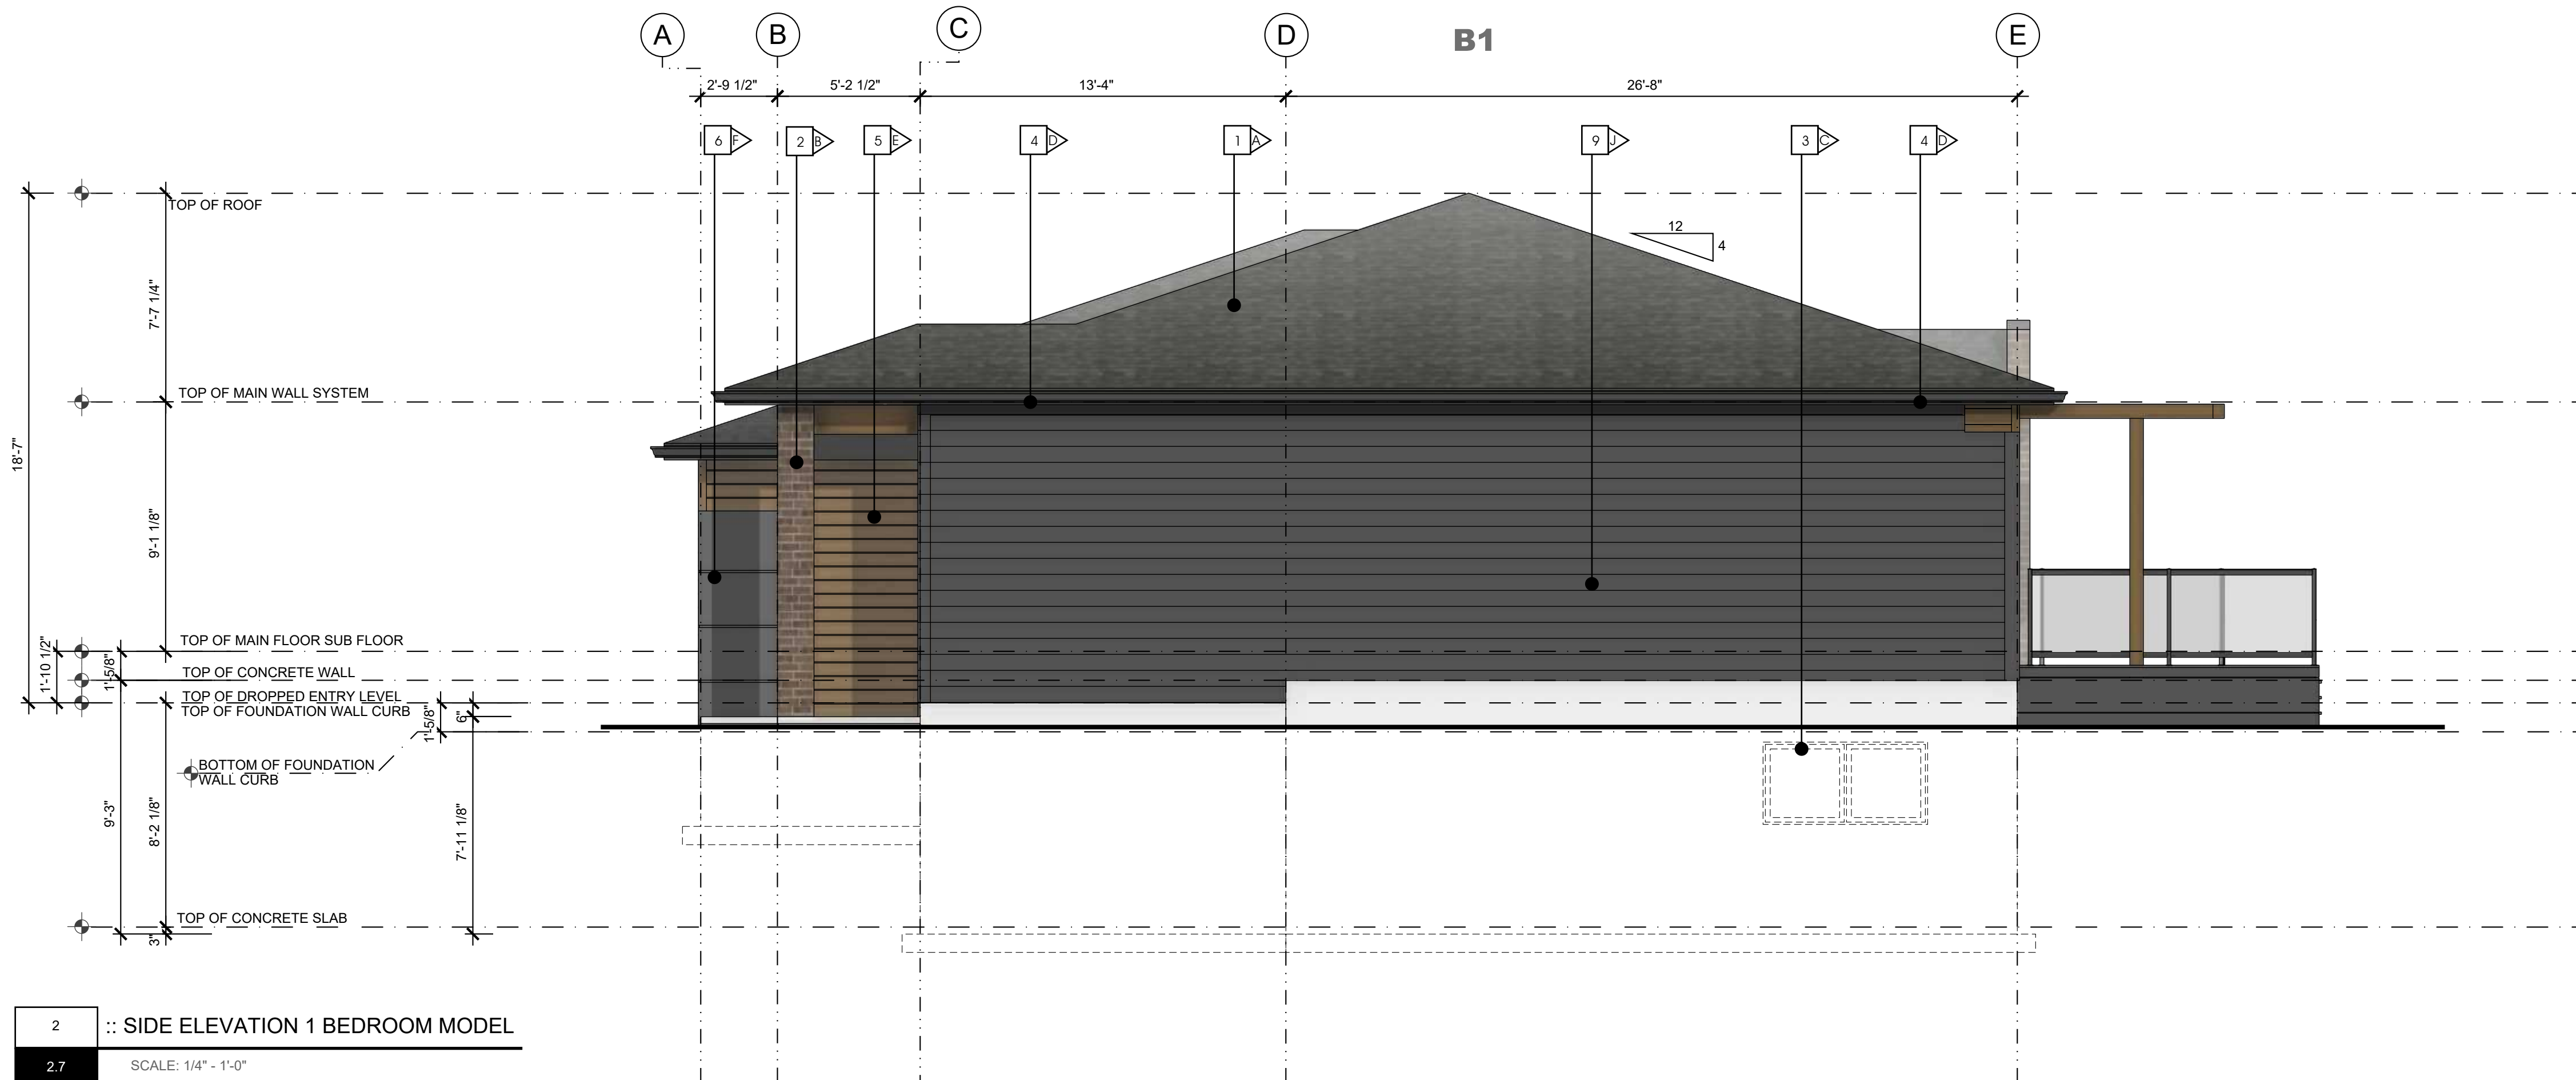 A
B
C
D
B1
E
2'-9 1/2"
5'-2 1/2"
13'-4"
26'-8"
6 F
2 B
5 E
4 D
1 A
9 J
3 C
4 D
TOP OF ROOF
12
4
7'-7 1/4"
TOP OF MAIN WALL SYSTEM
18'-7"
9'-1 1/8"
TOP OF MAIN FLOOR SUB FLOOR
1'-10 1/2"
1'-5/8"
TOP OF CONCRETE WALL
TOP OF DROPPED ENTRY LEVEL
TOP OF FOUNDATION WALL CURB
1'-5/8"
6"
BOTTOM OF FOUNDATION
WALL CURB
9'-3"
8'-2 1/8"
7'-11 1/8"
TOP OF CONCRETE SLAB
3"
2
:: SIDE ELEVATION 1 BEDROOM MODEL
2.7
SCALE: 1/4" - 1'-0"